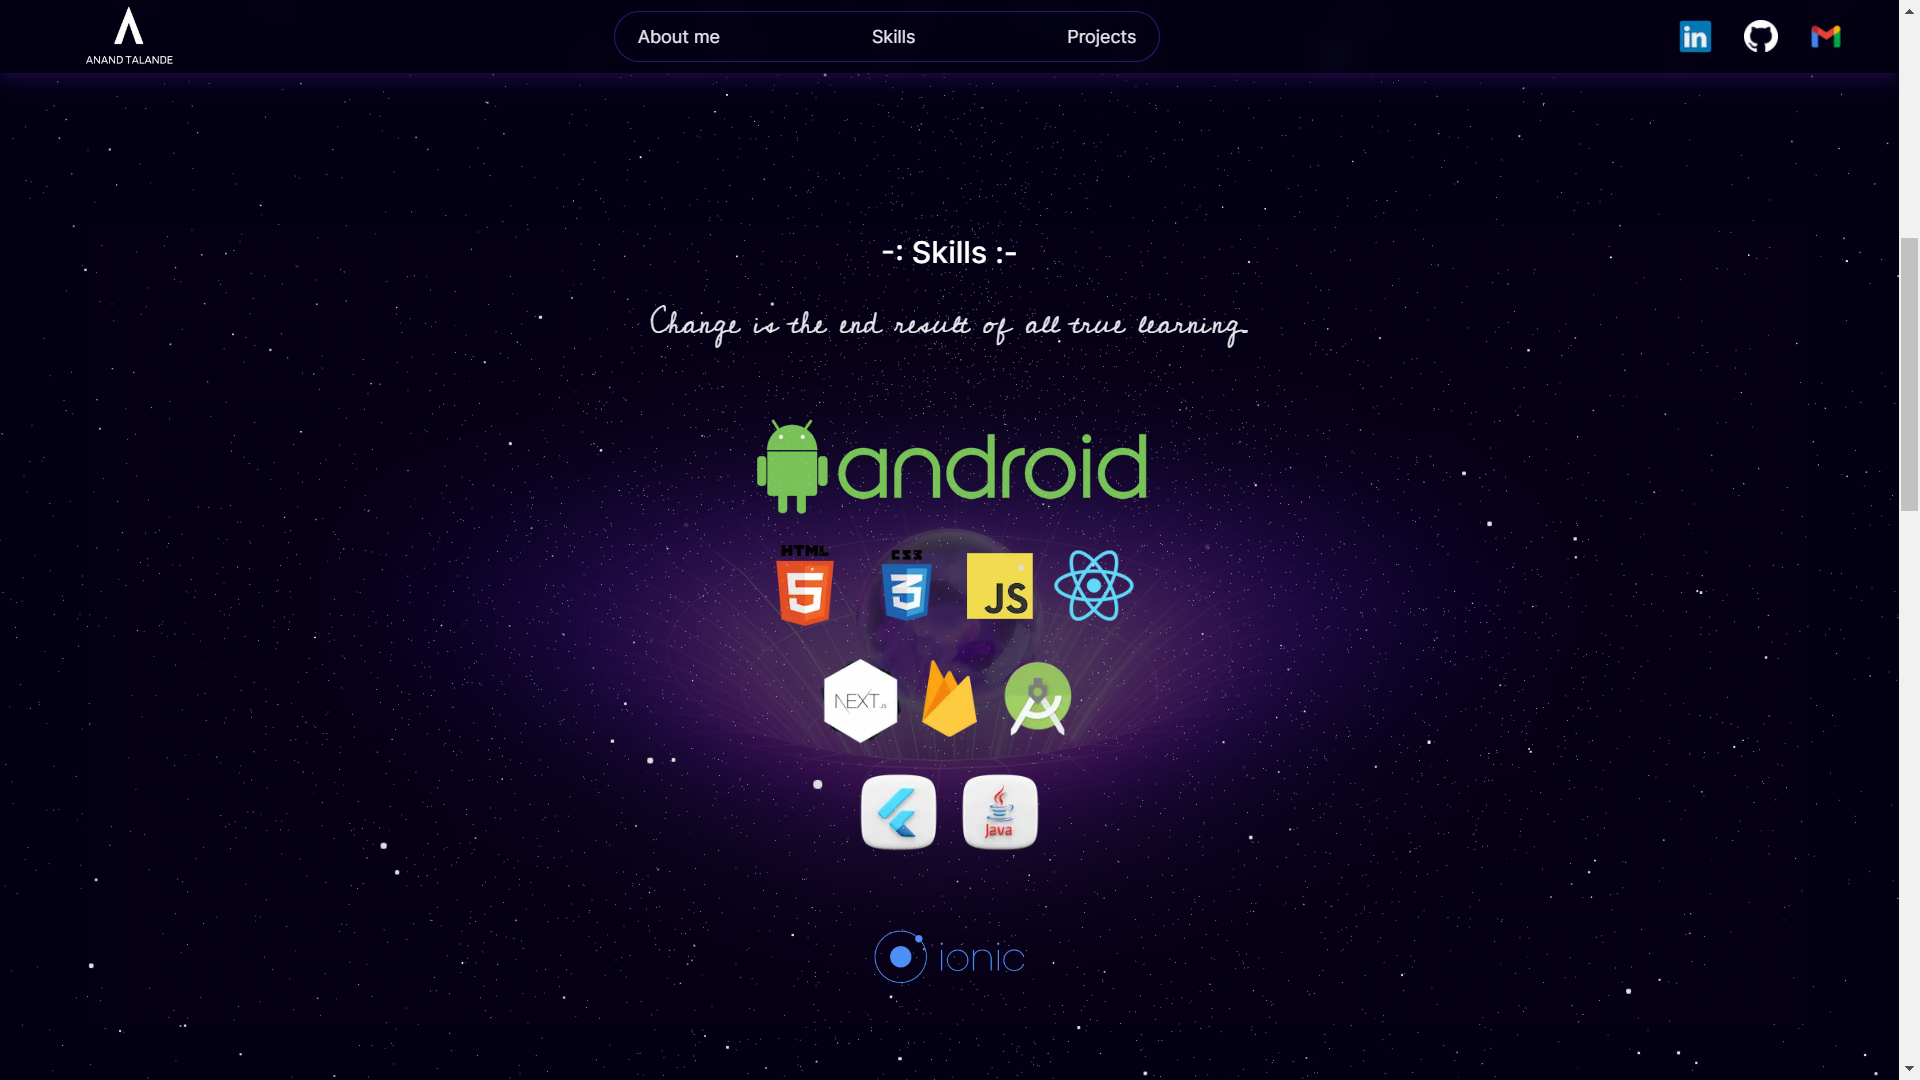 ANAND TALANDE
About me
Skills
Projects
in
-: Skills :-
Change is the end result of all true learning.
android
HTML
5
CSS
3
JS
NEXT.JS
Java
ionic